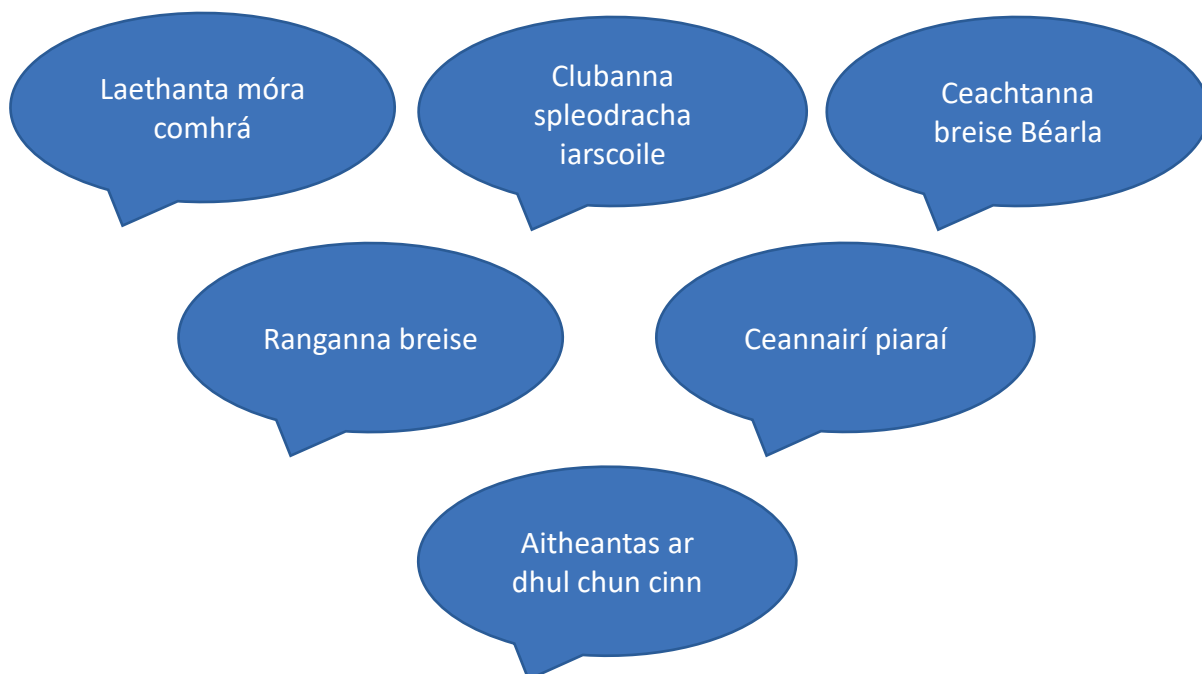 Laethanta móra
comhrá
Clubanna
spleodracha
iarscoile
Ceachtanna
breise Béarla
Ranganna breise
Ceannairí piaraí
Aitheantas ar
dhul chun cinn